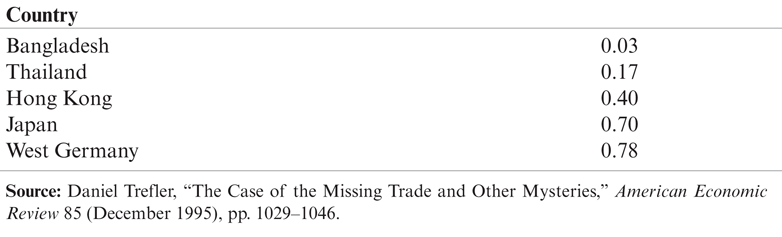 Country
Bangladesh 0.03
Thailand 0.17
Hong Kong 0.40
Japan 0.70
West Germany 0.78
Source: Daniel Trefler, “The Case of the Missing Trade and Other Mysteries,” American Economic
Review 85 (December 1995), pp. 1029–1046.